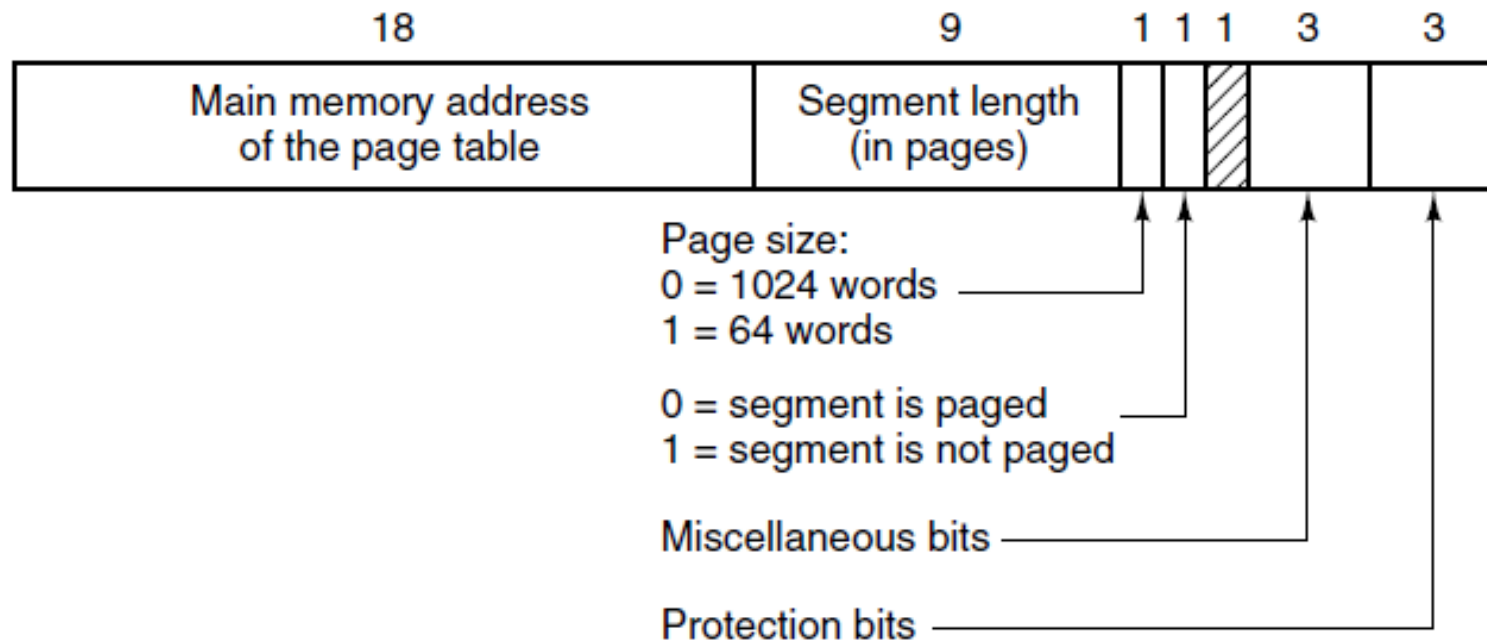 18 9 1 1 1 3 3
Main memory address
of the page table
Segment length
(in pages)
Page size:
0 = 1024 words
1 = 64 words
0 = segment is paged
1 = segment is not paged
Miscellaneous bits
Protection bits